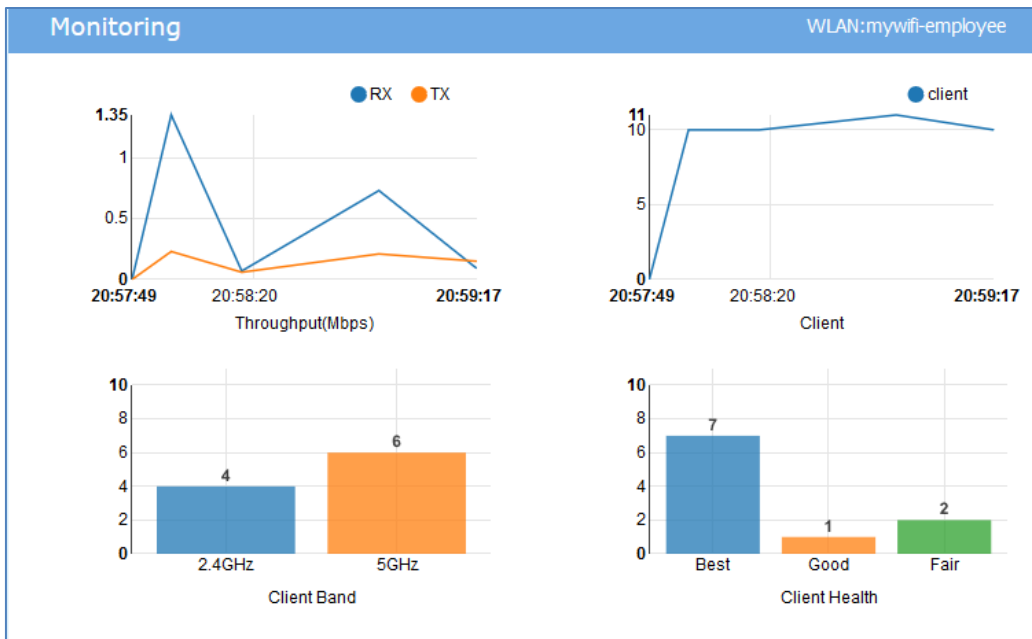 Monitoring WLAN:mywifi-employee
RX TX
1.35
1
0.5
0
20:57:49 20:58:20 20:59:17
Throughput(Mbps)
client
11
10
5
0
20:57:49 20:58:20 20:59:17
Client
10
8
6
4
2
0
4
6
2.4GHz 5GHz
Client Band
10
8
6
4
2
0
7
1
2
Best Good Fair
Client Health